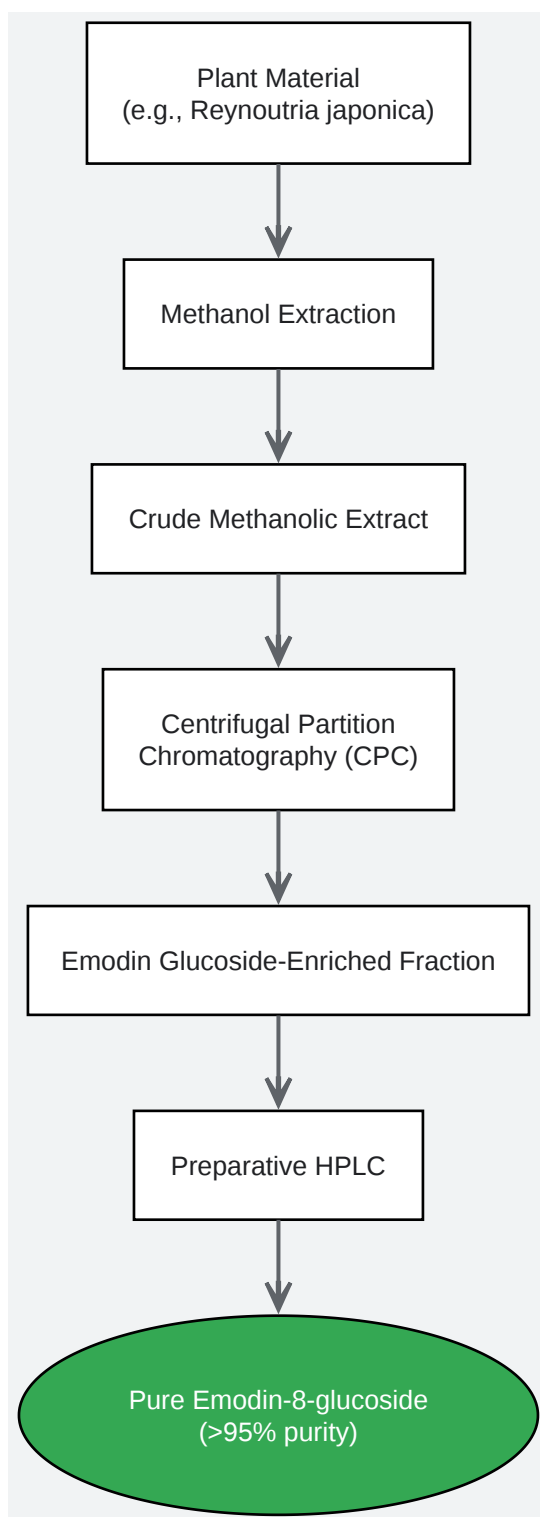 Plant Material
(e.g., Reynoutria japonica)
Methanol Extraction
Crude Methanolic Extract
Centrifugal Partition
Chromatography (CPC)
Emodin Glucoside-Enriched Fraction
Preparative HPLC
Pure Emodin-8-glucoside
(>95% purity)